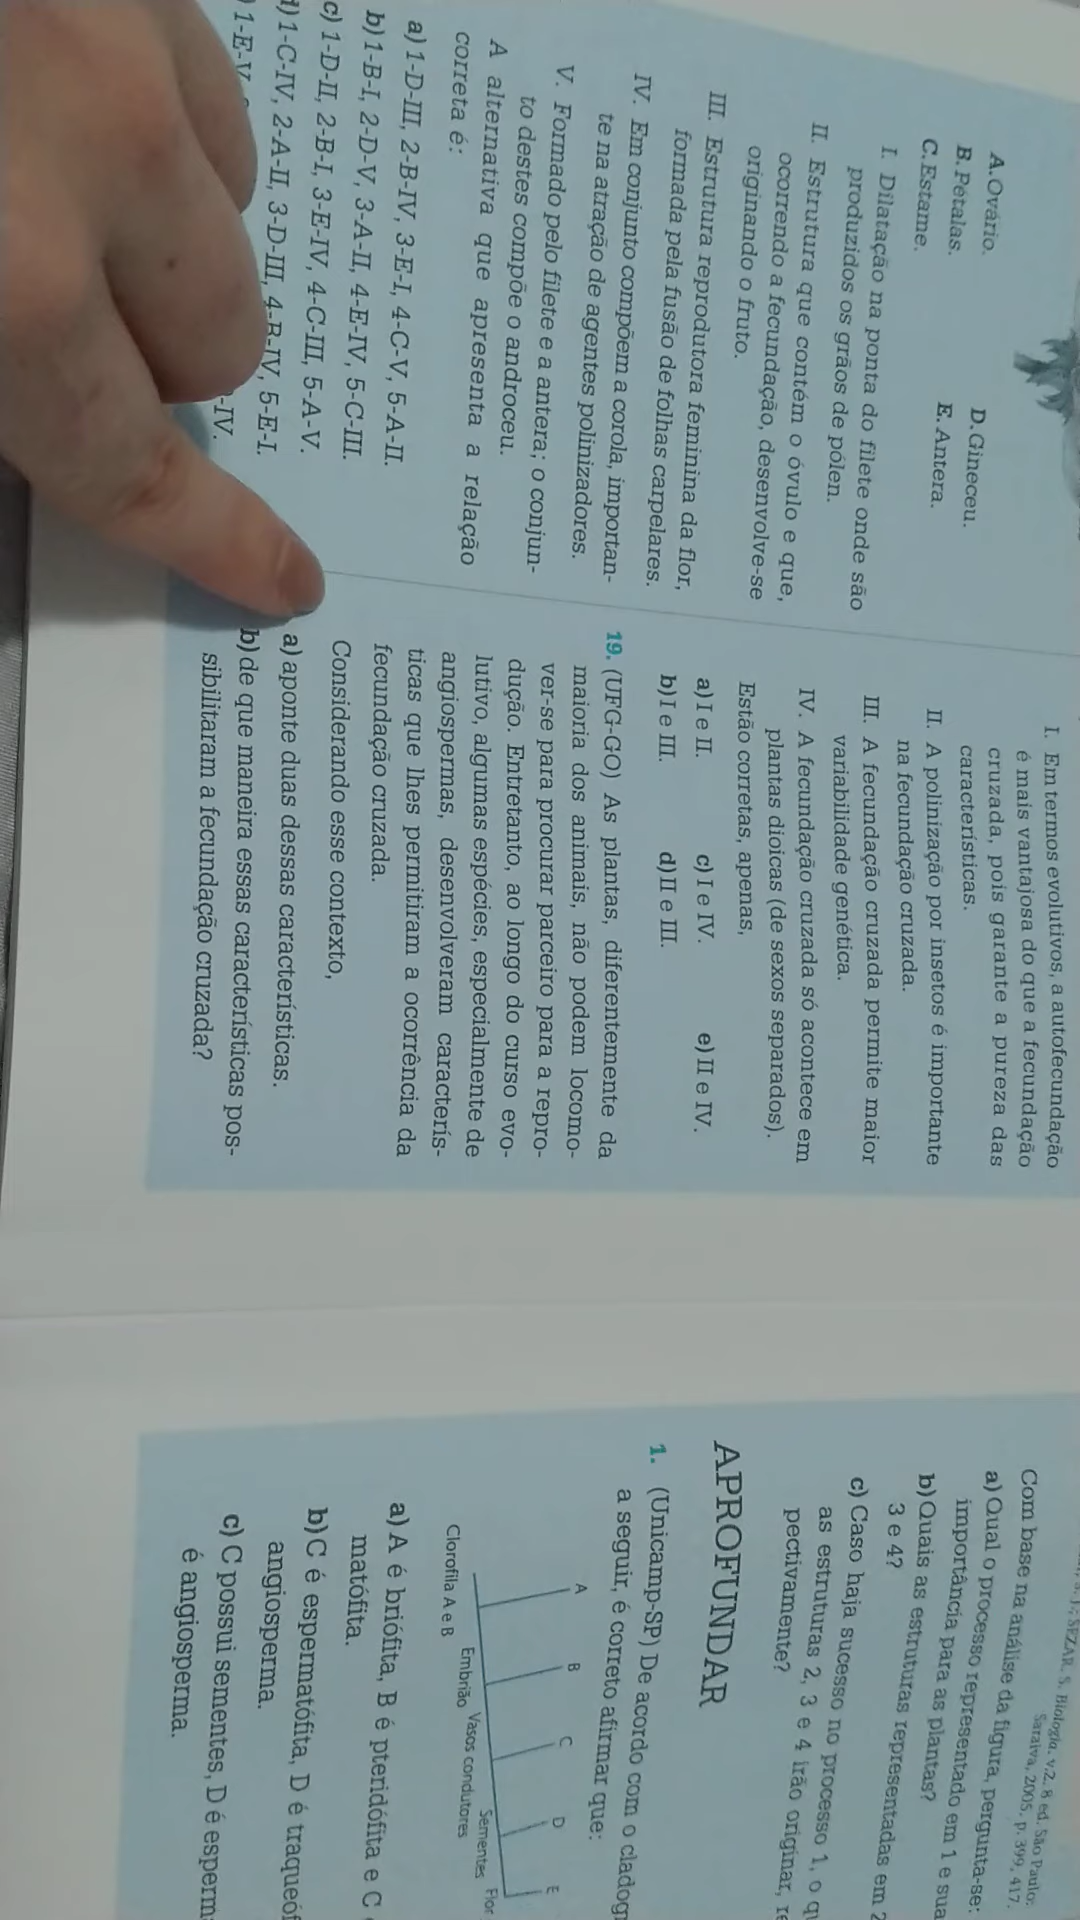 A. Ovário.
B. Pétalas.
C. Estame.
D. Gineceu.
E. Antera.
I. Dilatação na ponta do filete onde são
produzidos os grãos de pólen.
II. Estrutura que contém o óvulo e que,
ocorrendo a fecundação, desenvolve-se
originando o fruto.
III. Estrutura reprodutora feminina da flor,
formada pela fusão de folhas carpelares.
IV. Em conjunto compõem a corola, importan-
te na atração de agentes polinizadores.
V. Formado pelo filete e a antera; o conjun-
to destes compõe o androceu.
A alternativa que apresenta a relação
correta é:
a) 1-D-III, 2-B-IV, 3-E-I, 4-C-V, 5-A-II.
b) 1-B-I, 2-D-V, 3-A-II, 4-E-IV, 5-C-III.
c) 1-D-II, 2-B-I, 3-E-IV, 4-C-III, 5-A-V.
d) 1-C-IV, 2-A-II, 3-D-III, 4-B-IV, 5-E-I.
) 1-E-V -IV.
I. Em termos evolutivos, a autofecundação
é mais vantajosa do que a fecundação
cruzada, pois garante a pureza das
características.
II. A polinização por insetos é importante
na fecundação cruzada.
III. A fecundação cruzada permite maior
variabilidade genética.
IV. A fecundação cruzada só acontece em
plantas dioicas (de sexos separados).
Estão corretas, apenas,
a) I e II. c) I e IV. e) II e IV.
b) I e III. d) II e III.
19. (UFG-GO) As plantas, diferentemente da
maioria dos animais, não podem locomo-
ver-se para procurar parceiro para a repro-
dução. Entretanto, ao longo do curso evo-
lutivo, algumas espécies, especialmente de
angiospermas, desenvolveram caracterís-
ticas que lhes permitiram a ocorrência da
fecundação cruzada.
Considerando esse contexto,
a) aponte duas dessas características.
b) de que maneira essas características pos-
sibilitaram a fecundação cruzada?
SEZAR. S. Biologia. v.2. 8 ed. São Paulo:
Saraiva, 2005. p. 399, 417.
Com base na análise da figura, pergunta-se:
a) Qual o processo representado em 1 e sua
importância para as plantas?
b) Quais as estruturas representadas em 2
3 e 4?
c) Caso haja sucesso no processo 1, o qu
as estruturas 2, 3 e 4 irão originar, re
pectivamente?
APROFUNDAR
1. (Unicamp-SP) De acordo com o cladogr
a seguir, é correto afirmar que:
A B C D E
Clorofila A e B Embrião Vasos condutores Sementes Flor
a) A é briófita, B é pteridófita e C
matófita.
b) C é espermatófita, D é traqueóf
angiosperma.
c) C possui sementes, D é esperm
é angiosperma.